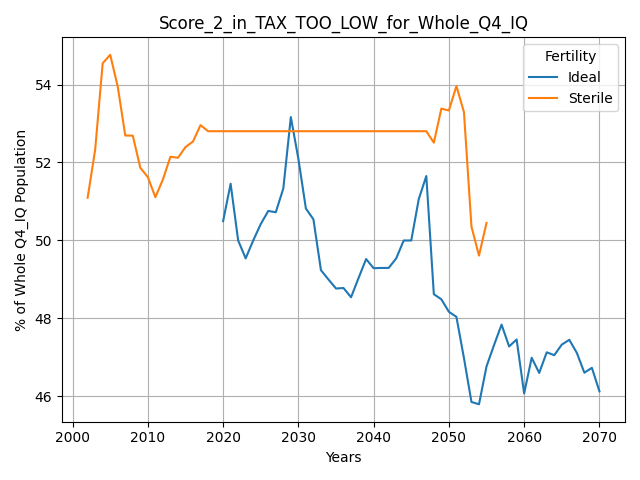 Score_2_in_TAX_TOO_LOW_for_Whole_Q4_IQ
Fertility
Ideal
Sterile
% of Whole Q4_IQ Population
54
52
50
48
46
2000
2010
2020
2030
2040
2050
2060
2070
Years